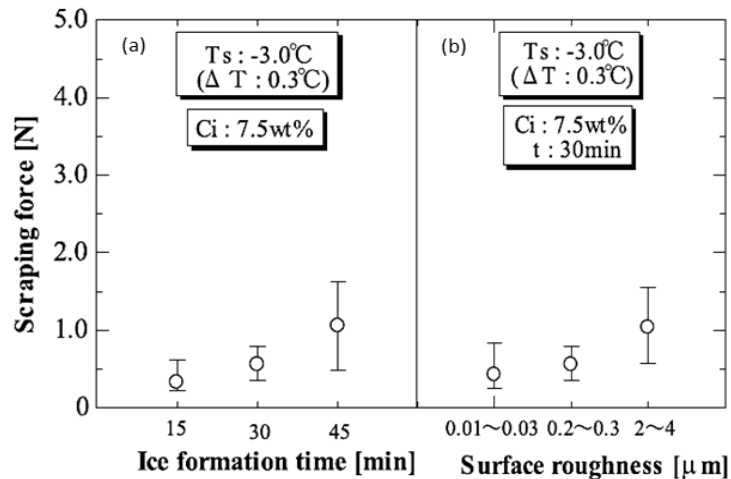 (a)
Ts : -3.0℃
(Δ T : 0.3℃)
Ci : 7.5wt%
(b)
Ts : -3.0℃
(ΔT : 0.3℃)
Ci : 7.5wt%
t : 30min
Scraping force [N]
5.0
4.0
3.0
2.0
1.0
0
15 30 45
Ice formation time [min]
0.01～0.03 0.2～0.3 2～4
Surface roughness [μm]